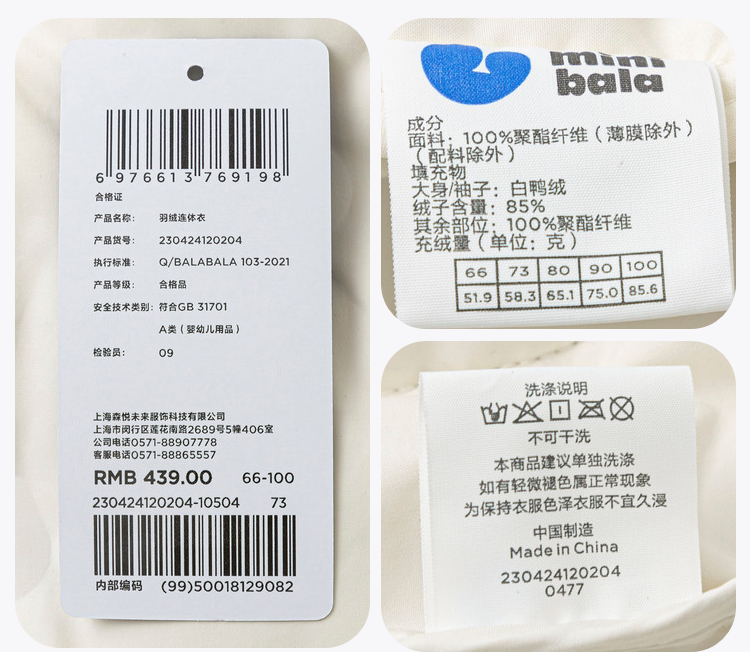 6 976613 769198
合格证
产品名称： 羽绒连体衣
产品货号： 230424120204
执行标准： Q/BALABALA 103-2021
产品等级： 合格品
安全技术类别： 符合GB 31701
A类（婴幼儿用品）
检验员： 09
上海森悦未来服饰科技有限公司
上海市闵行区莲花南路2689号5幢406室
公司电话0571-88907778
客服电话0571-88865557
RMB 439.00 66-100
230424120204-10504 73
内部编码 (99)50018129082
mini
bala
成分
面料：100%聚酯纤维（薄膜除外）
（配料除外）
填充物
大身/袖子：白鸭绒
绒子含量：85%
其余部位：100%聚酯纤维
充绒量（单位：克）
66 73 80 90 100
51.9 58.3 65.1 75.0 85.6
洗涤说明
不可干洗
本商品建议单独洗涤
如有轻微褪色属正常现象
为保持衣服色泽衣服不宜久浸
中国制造
Made in China
230424120204
0477